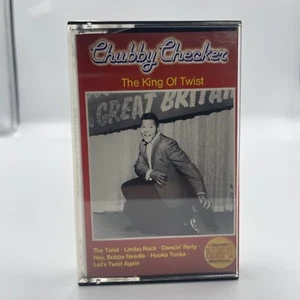 Chubby Checker
The King Of Twist
GREAT BRITAI
The Twist · Limbo Rock · Dancin' Party
Hey, Bobba Needle · Hooka Tooka
Let's Twist Again